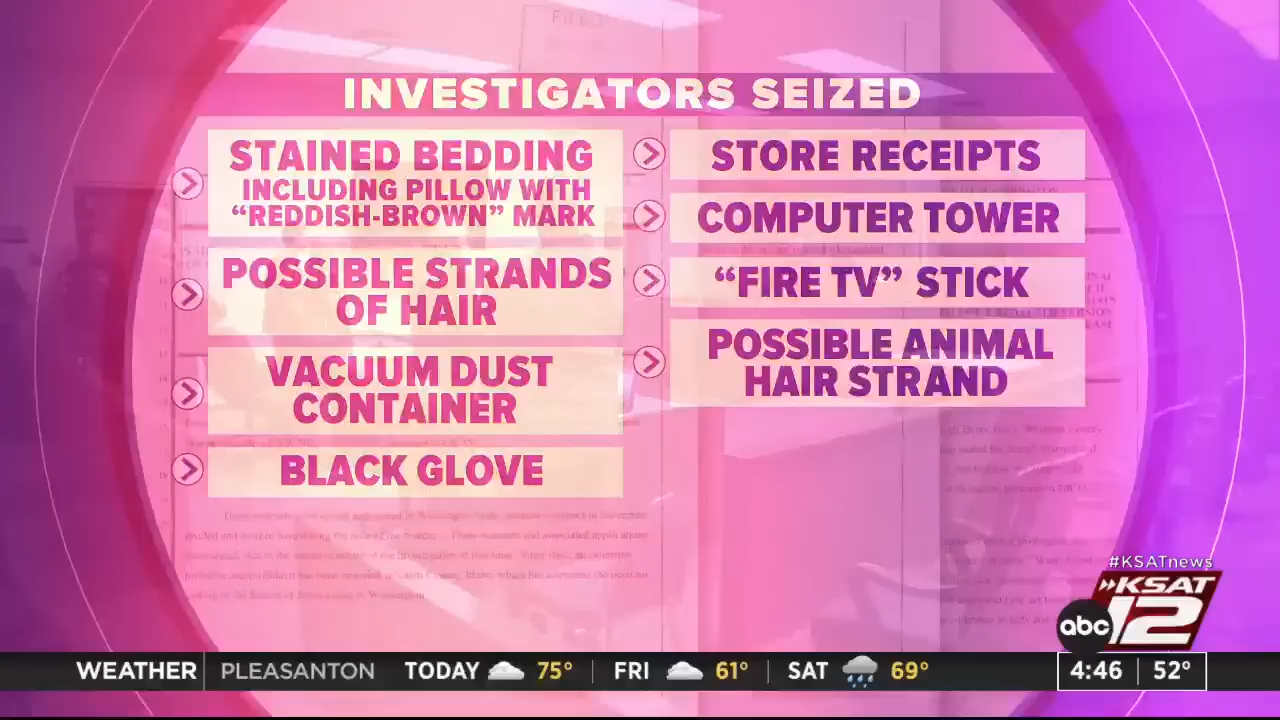 INVESTIGATORS SEIZED
STAINED BEDDING
INCLUDING PILLOW WITH
“REDDISH-BROWN” MARK
POSSIBLE STRANDS
OF HAIR
VACUUM DUST
CONTAINER
BLACK GLOVE
STORE RECEIPTS
COMPUTER TOWER
“FIRE TV” STICK
POSSIBLE ANIMAL
HAIR STRAND
#KSATnews
KSAT
abc 12
WEATHER PLEASANTON TODAY 75° FRI 61° SAT 69° 4:46 52°